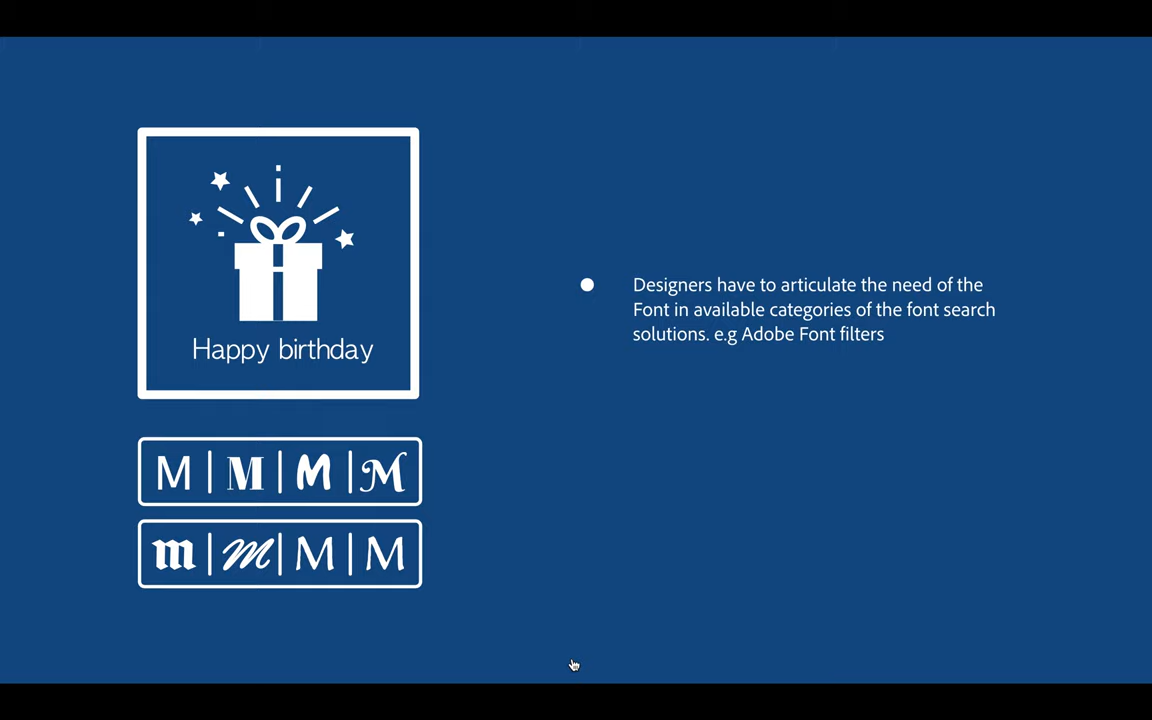 Happy birthday
M | M | M | M
m | M | M | M
Designers have to articulate the need of the
Font in available categories of the font search
solutions. e.g Adobe Font filters